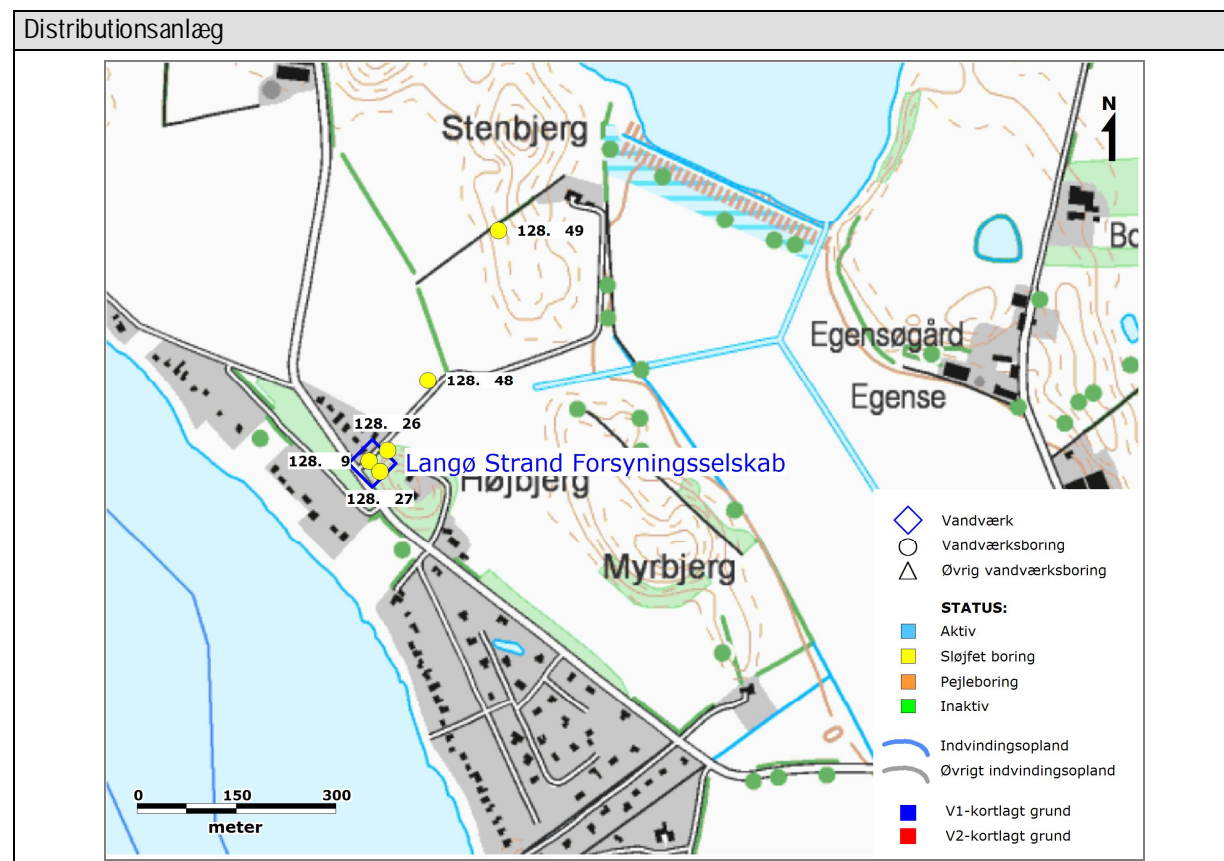 Distributionsanlæg
N
Stenbjerg
128. 49
Bo
Egensøgård
128. 48
Egense
128. 26
128. 9
Langø Strand Forsyningsselskab
Højbjerg
128. 27
Myrbjerg
0
Vandværk
Vandværksboring
Øvrig vandværksboring
STATUS:
Aktiv
Sløjfet boring
Pejleboring
Inaktiv
Indvindingsopland
Øvrigt indvindingsopland
V1-kortlagt grund
V2-kortlagt grund
0 150 300
meter